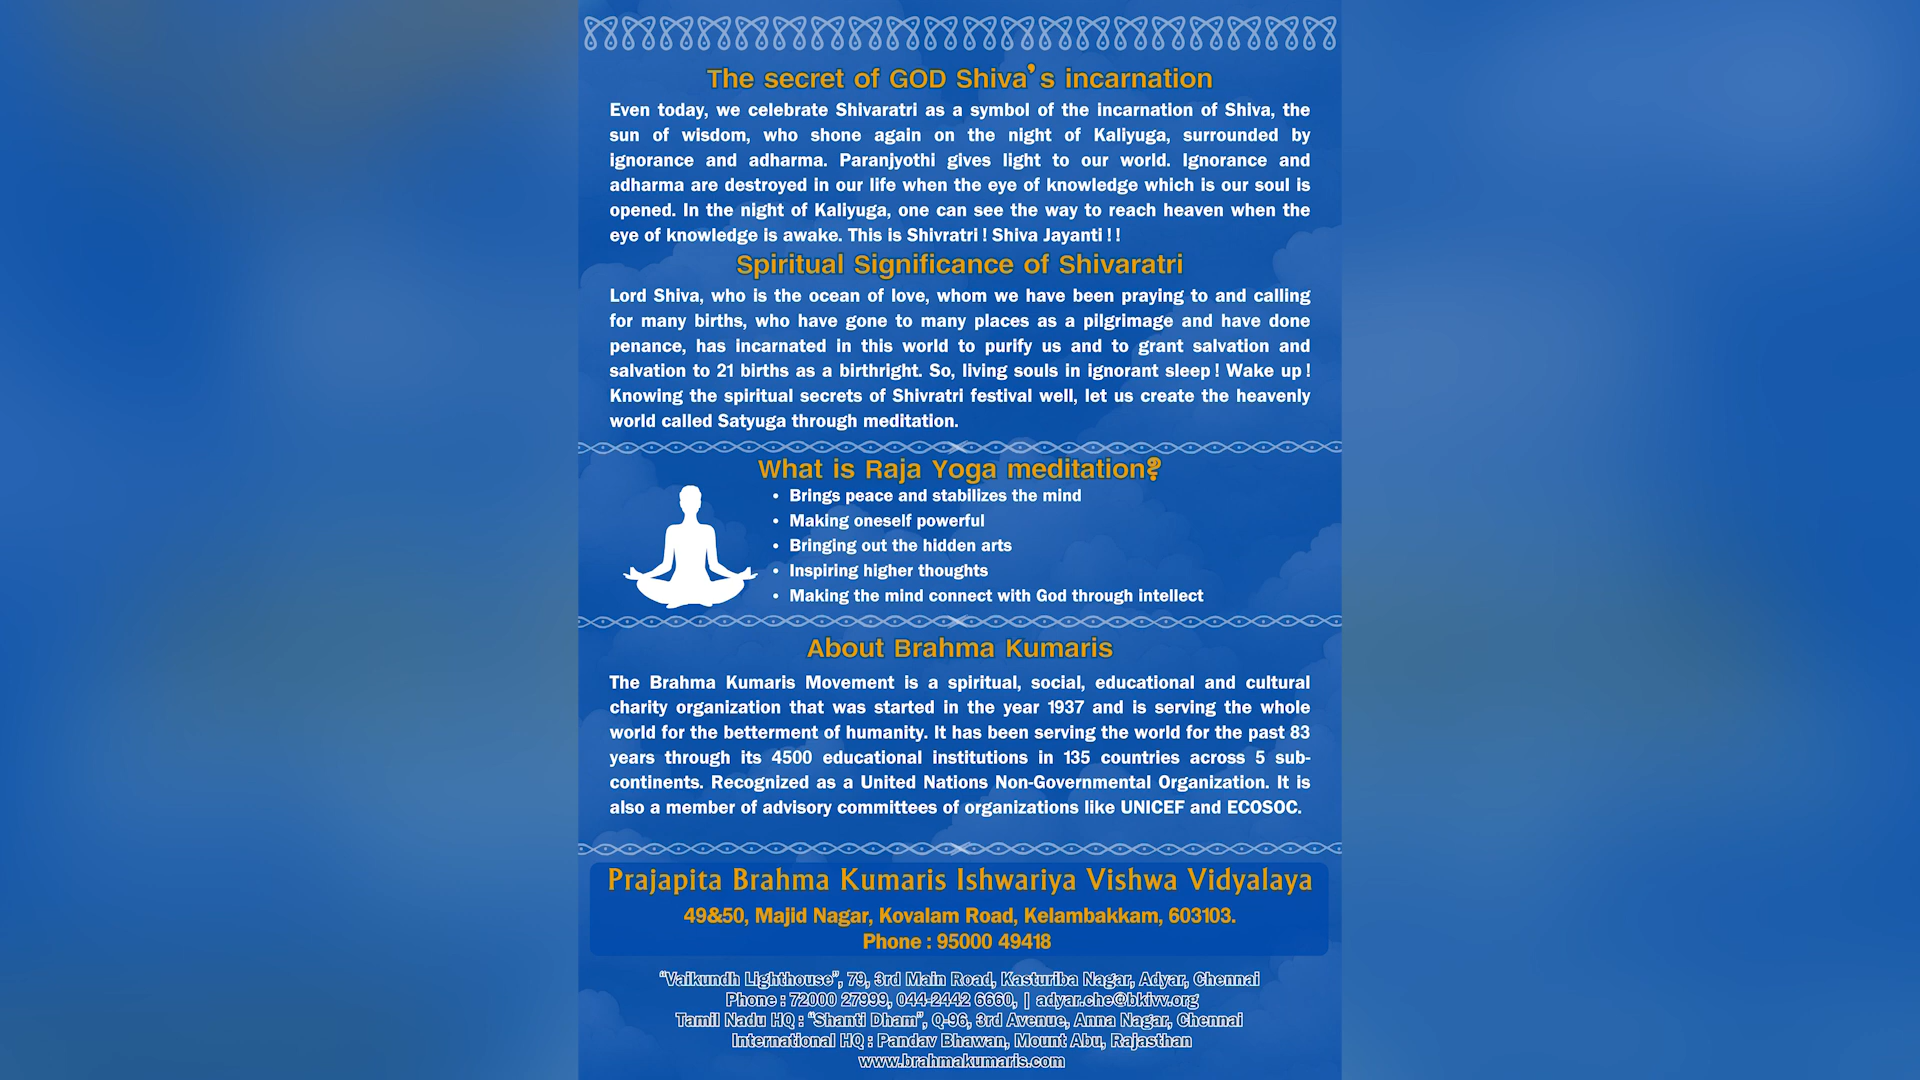 The secret of GOD Shiva's incarnation
Even today, we celebrate Shivaratri as a symbol of the incarnation of Shiva, the
sun of wisdom, who shone again on the night of Kaliyuga, surrounded by
ignorance and adharma. Paranjyothi gives light to our world. Ignorance and
adharma are destroyed in our life when the eye of knowledge which is our soul is
opened. In the night of Kaliyuga, one can see the way to reach heaven when the
eye of knowledge is awake. This is Shivratri ! Shiva Jayanti ! !
Spiritual Significance of Shivaratri
Lord Shiva, who is the ocean of love, whom we have been praying to and calling
for many births, who have gone to many places as a pilgrimage and have done
penance, has incarnated in this world to purify us and to grant salvation and
salvation to 21 births as a birthright. So, living souls in ignorant sleep ! Wake up !
Knowing the spiritual secrets of Shivratri festival well, let us create the heavenly
world called Satyuga through meditation.
What is Raja Yoga meditation?
• Brings peace and stabilizes the mind
• Making oneself powerful
• Bringing out the hidden arts
• Inspiring higher thoughts
• Making the mind connect with God through intellect
About Brahma Kumaris
The Brahma Kumaris Movement is a spiritual, social, educational and cultural
charity organization that was started in the year 1937 and is serving the whole
world for the betterment of humanity. It has been serving the world for the past 83
years through its 4500 educational institutions in 135 countries across 5 sub-
continents. Recognized as a United Nations Non-Governmental Organization. It is
also a member of advisory committees of organizations like UNICEF and ECOSOC.
Prajapita Brahma Kumaris Ishwariya Vishwa Vidyalaya
49&50, Majid Nagar, Kovalam Road, Kelambakkam, 603103.
Phone : 95000 49418
“Vaikundh Lighthouse”, 79, 3rd Main Road, Kasturiba Nagar, Adyar, Chennai
Phone : 72000 27999, 044-2442 6660, | adyar.che@bkivv.org
Tamil Nadu HQ : “Shanti Dham”, Q-96, 3rd Avenue, Anna Nagar, Chennai
International HQ : Pandav Bhawan, Mount Abu, Rajasthan
www.brahmakumaris.com